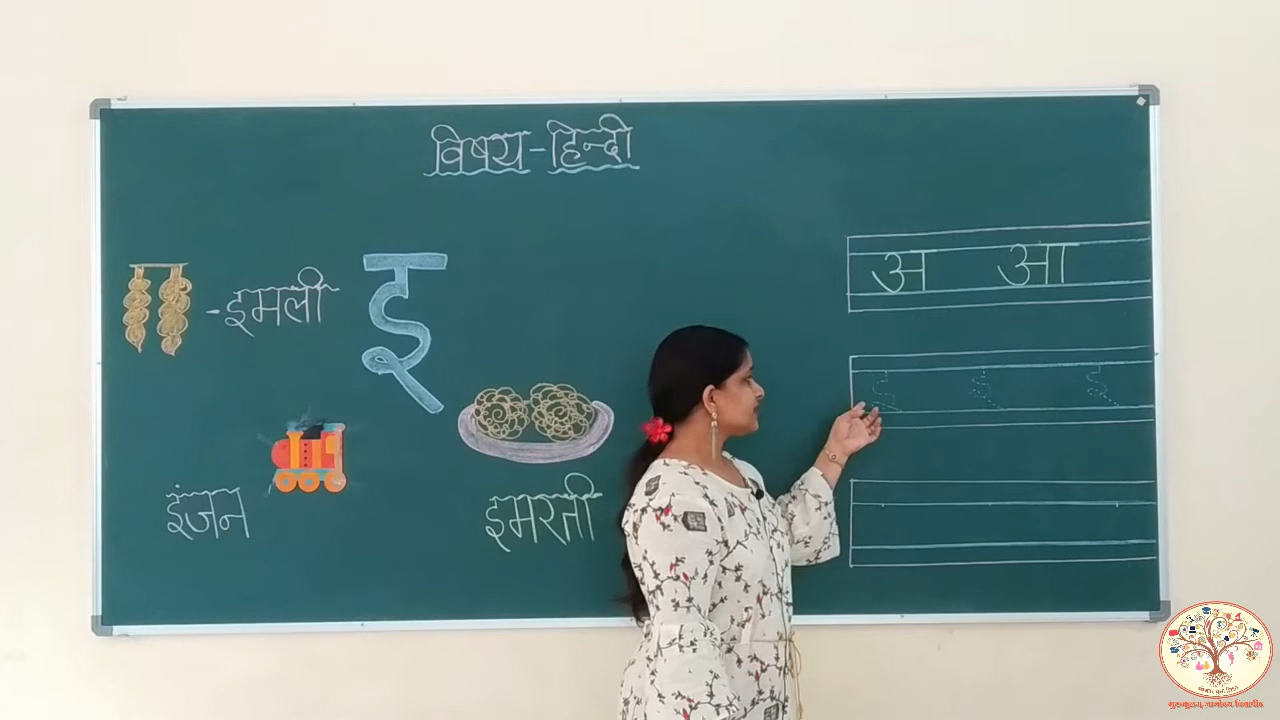 विषय-हिन्दी
-इमली
इ
इंजन
इमरती
अ आ
इ इ इ